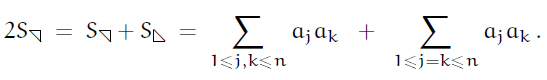 2S◹ = S◹ + S◺ = ∑_{1⩽j,k⩽n} a_j a_k + ∑_{1⩽j=k⩽n} a_j a_k .